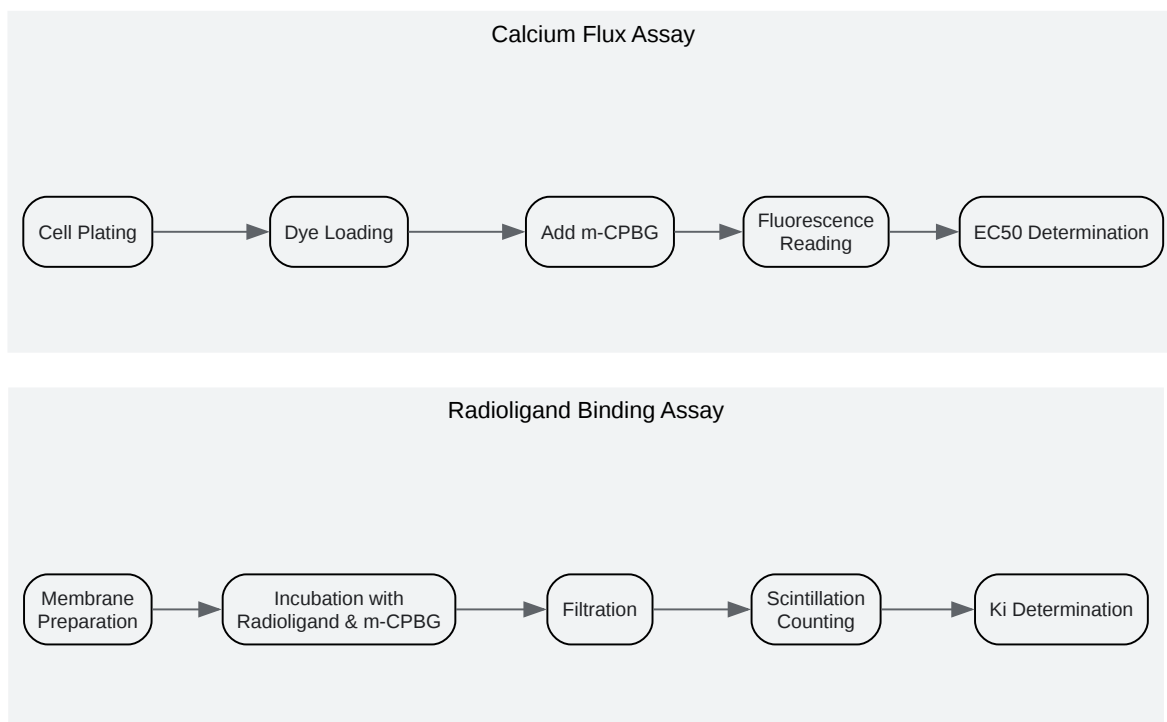 Calcium Flux Assay
Cell Plating
Dye Loading
Add m-CPBG
Fluorescence
Reading
EC50 Determination
Radioligand Binding Assay
Membrane
Preparation
Incubation with
Radioligand & m-CPBG
Filtration
Scintillation
Counting
Ki Determination